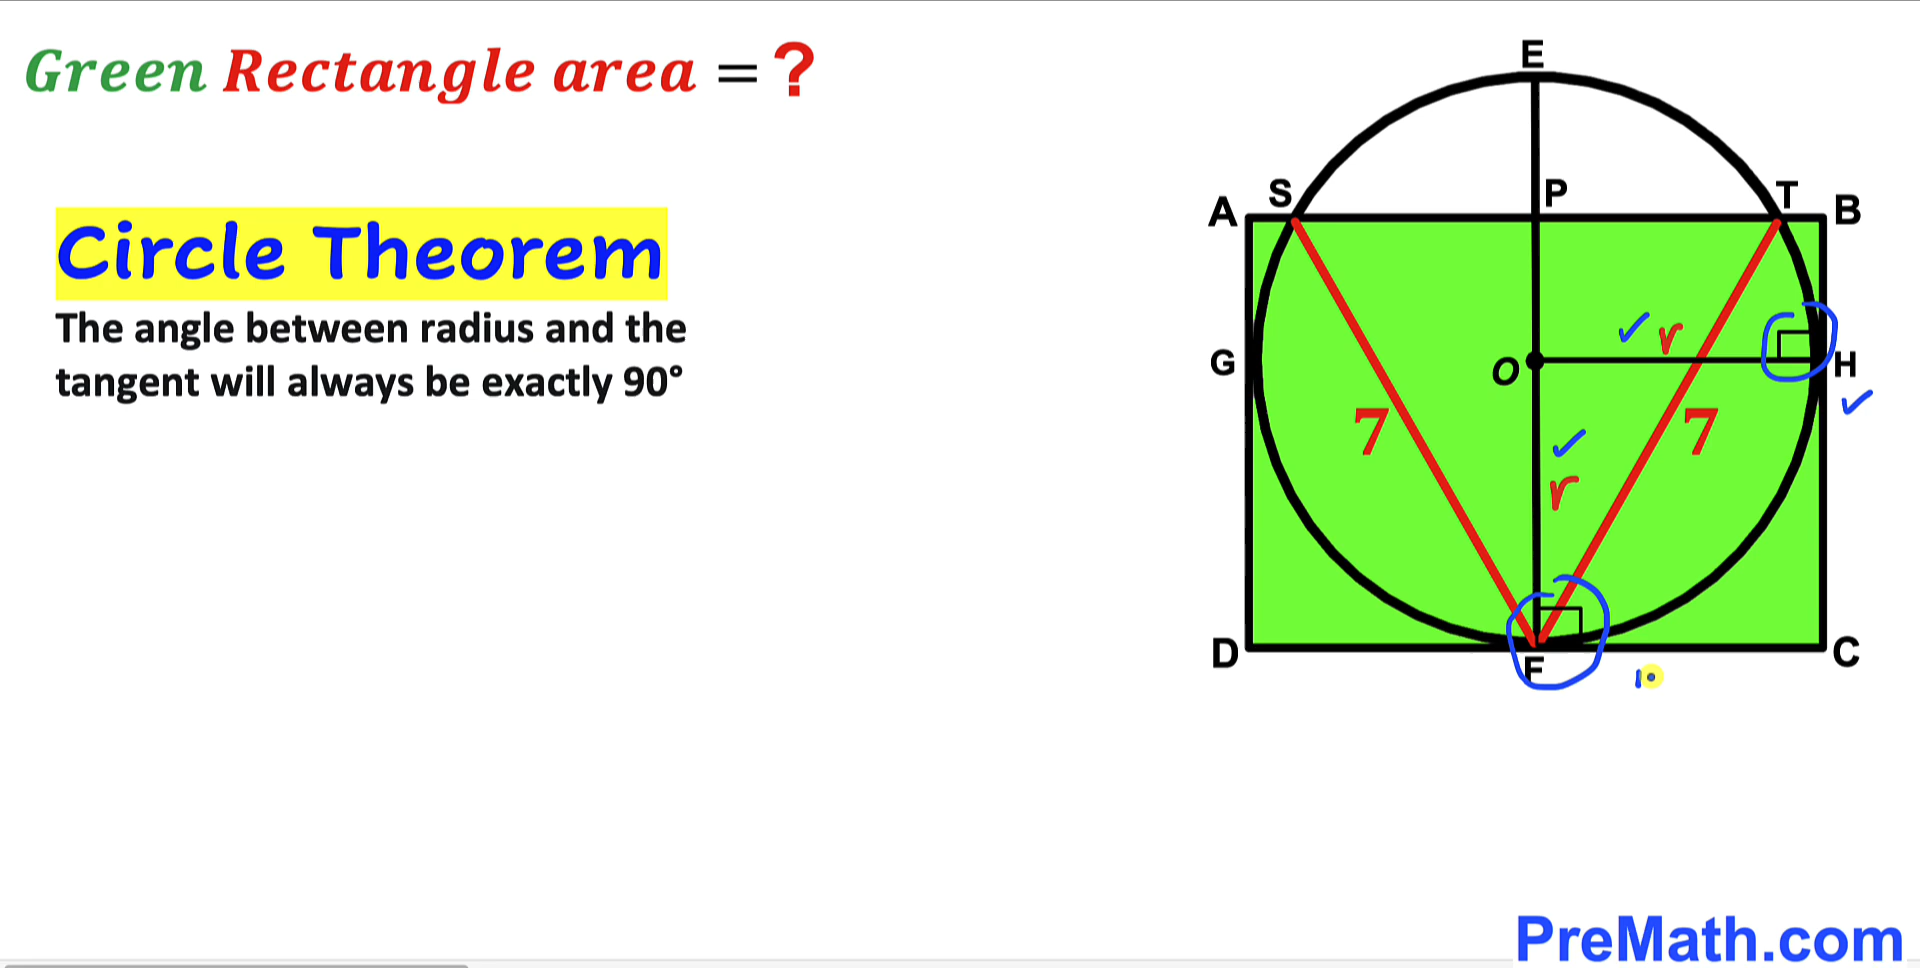 Green Rectangle area = ?
Circle Theorem
The angle between radius and the
tangent will always be exactly 90°
E
A S P T B
r
G O H
7 7
r
D F C
PreMath.com